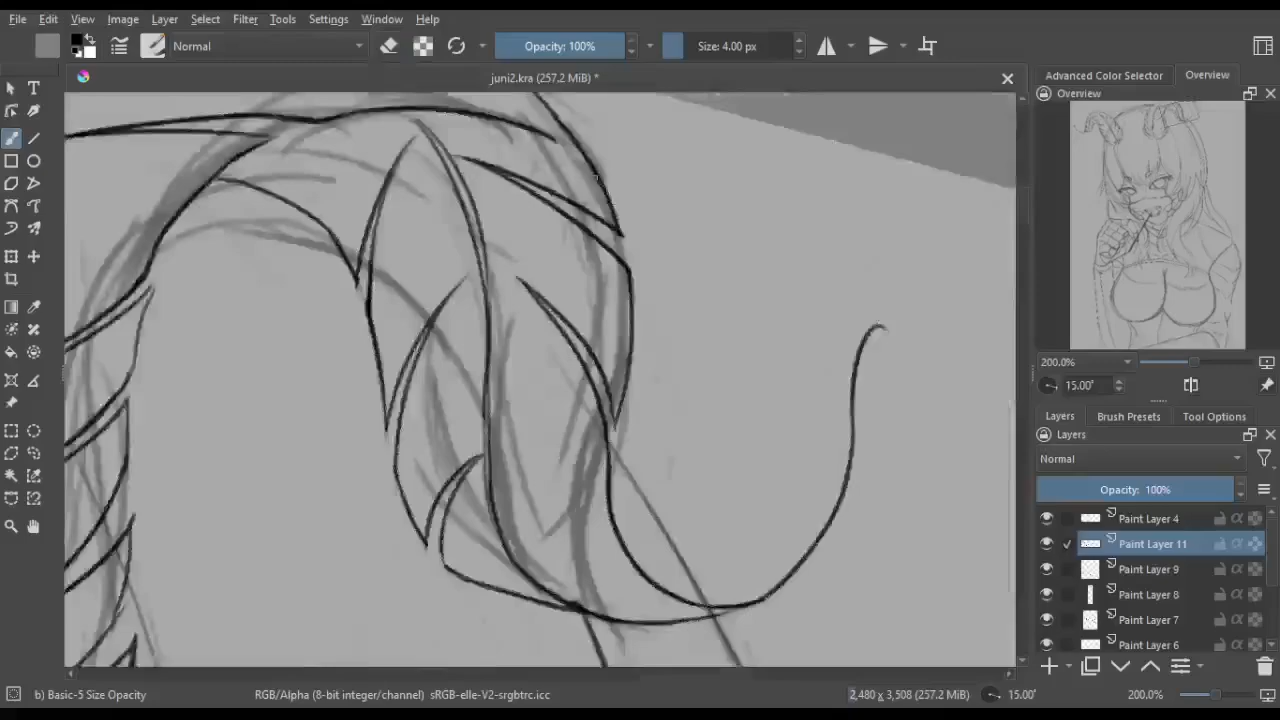 File Edit View Image Layer Select Filter Tools Settings Window Help
Normal Opacity: 100% Size: 4.00 px
juni2.kra (257.2 MiB) *
Advanced Color Selector Overview
Overview
200.0%
15.00°
Layers Brush Presets Tool Options
Layers
Normal
Opacity: 100%
Paint Layer 4
Paint Layer 11
Paint Layer 9
Paint Layer 8
Paint Layer 7
Paint Layer 6
b) Basic-5 Size Opacity RGB/Alpha (8-bit integer/channel) sRGB-elle-V2-srgbtrc.icc 2,480 x 3,508 (257.2 MiB) 15.00° 200.0%